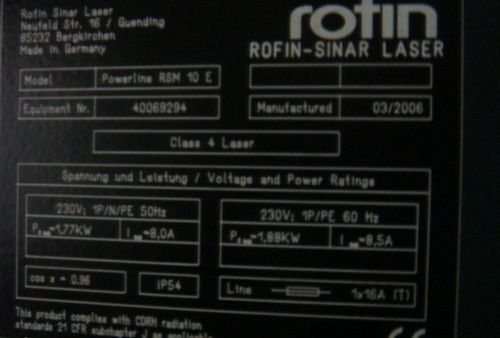 Rofin Sinar Laser
Neufeld Str. 16 / Guending
85232 Bergkirchen
Made in Germany
rofin
ROFIN-SINAR LASER
Model Powerline RSM 10 E
Equipment Nr. 40069294
Manufactured 03/2006
Class 4 Laser
Spannung und Leistung / Voltage and Power Ratings
230V; 1P/N/PE 50Hz
230V; 1P/PE 60 Hz
=1,77KW =8,0A
=1,88KW =8,5A
cos x = 0.96
IP54
Line 1x16A (T)
This product complies with CDRH radiation
standards 21 CFR subchapter J as applicable
CE